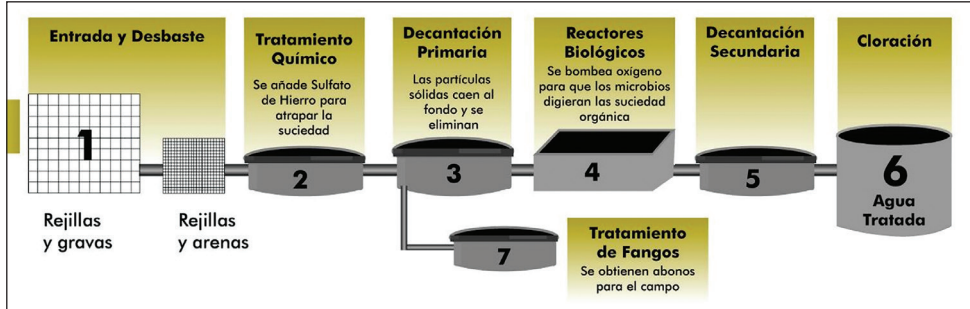 Entrada y Desbaste
1
Rejillas
y gravas
Rejillas
y arenas
Tratamiento
Químico
Se añade Sulfato
de Hierro para
atrapar la
suciedad
2
Decantación
Primaria
Las partículas
sólidas caen al
fondo y se
eliminan
3
Reactores
Biológicos
Se bombea oxígeno
para que los microbios
digieran las suciedad
orgánica
4
Decantación
Secundaria
5
Cloración
6
Agua
Tratada
7
Tratamiento
de Fangos
Se obtienen abonos
para el campo